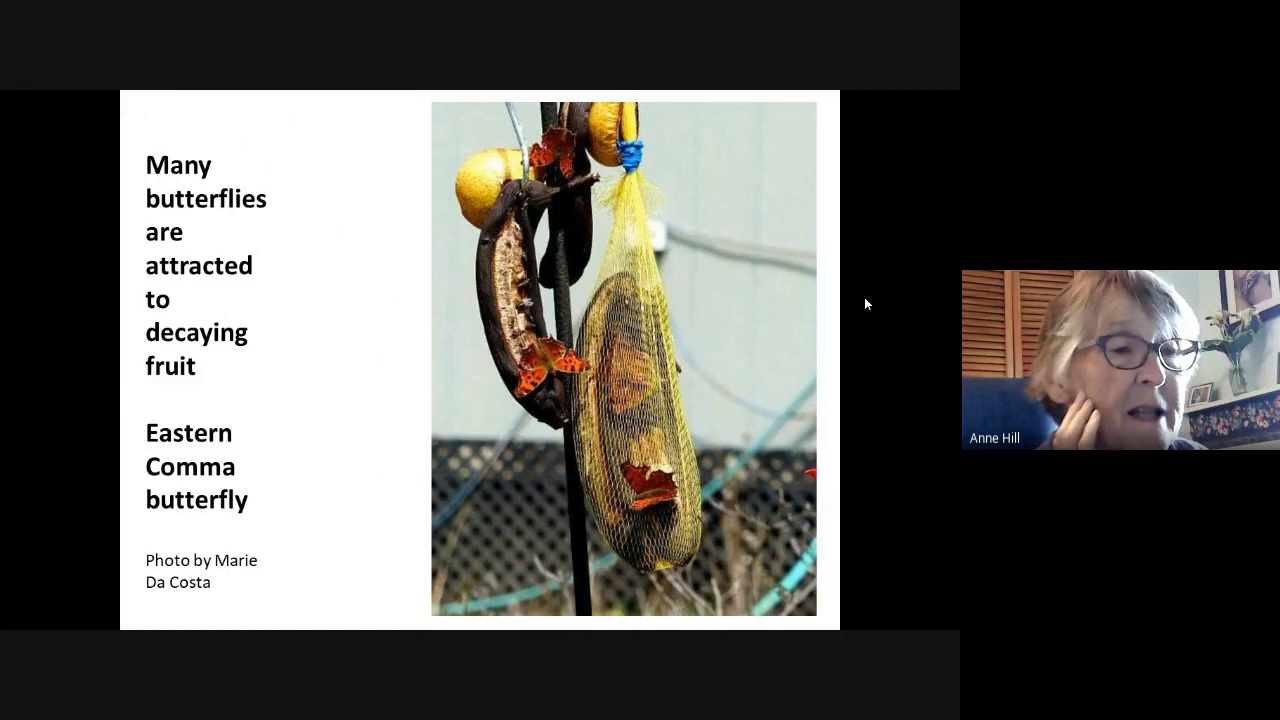 Many
butterflies
are
attracted
to
decaying
fruit
Eastern
Comma
butterfly
Photo by Marie
Da Costa
Anne Hill